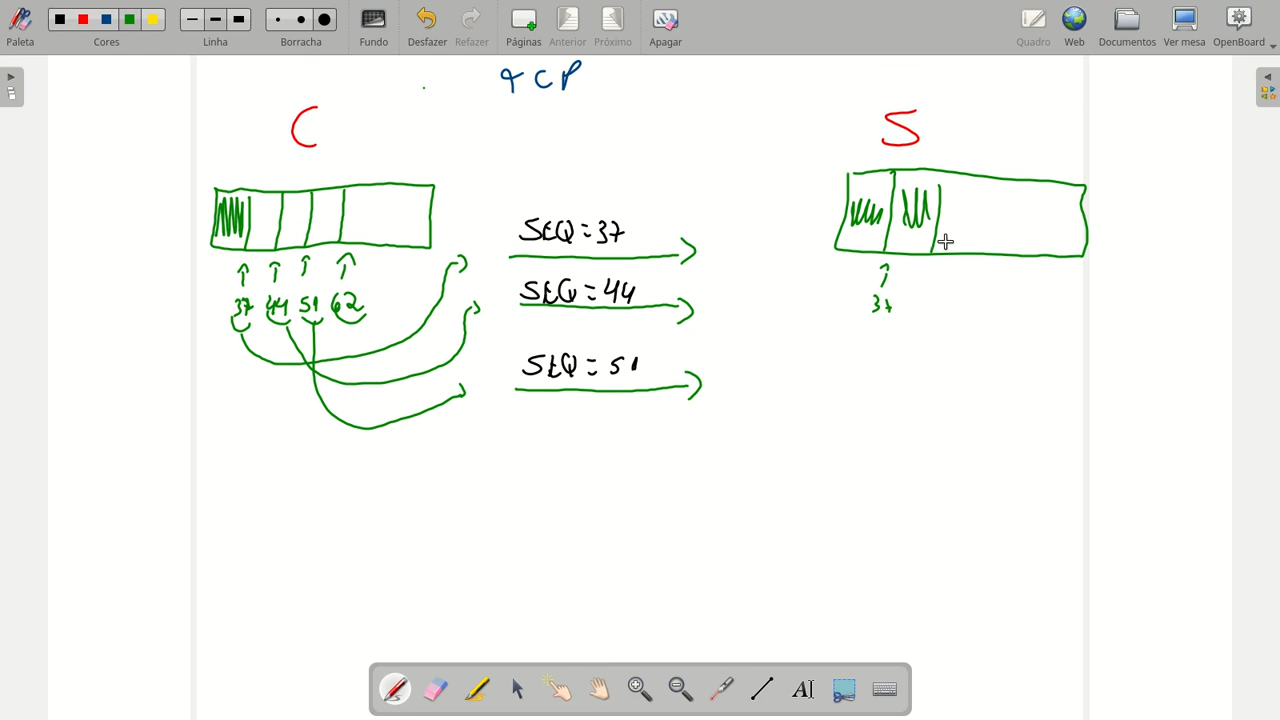 Quadro Web Documentos Ver mesa OpenBoard
Paleta Cores Linha Borracha Fundo Desfazer Refazer Páginas Anterior Próximo Apagar
TCP
C
S
SEQ = 37
SEQ = 44
37 44 51 62
37
SEQ = 51
AI